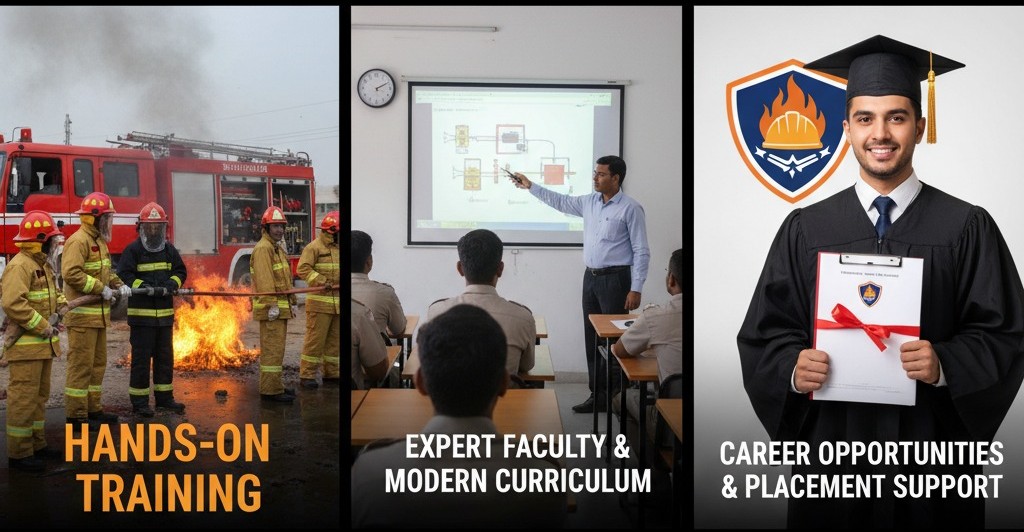 HANDS-ON
TRAINING
EXPERT FACULTY &
MODERN CURRICULUM
CAREER OPPORTUNITIES
& PLACEMENT SUPPORT